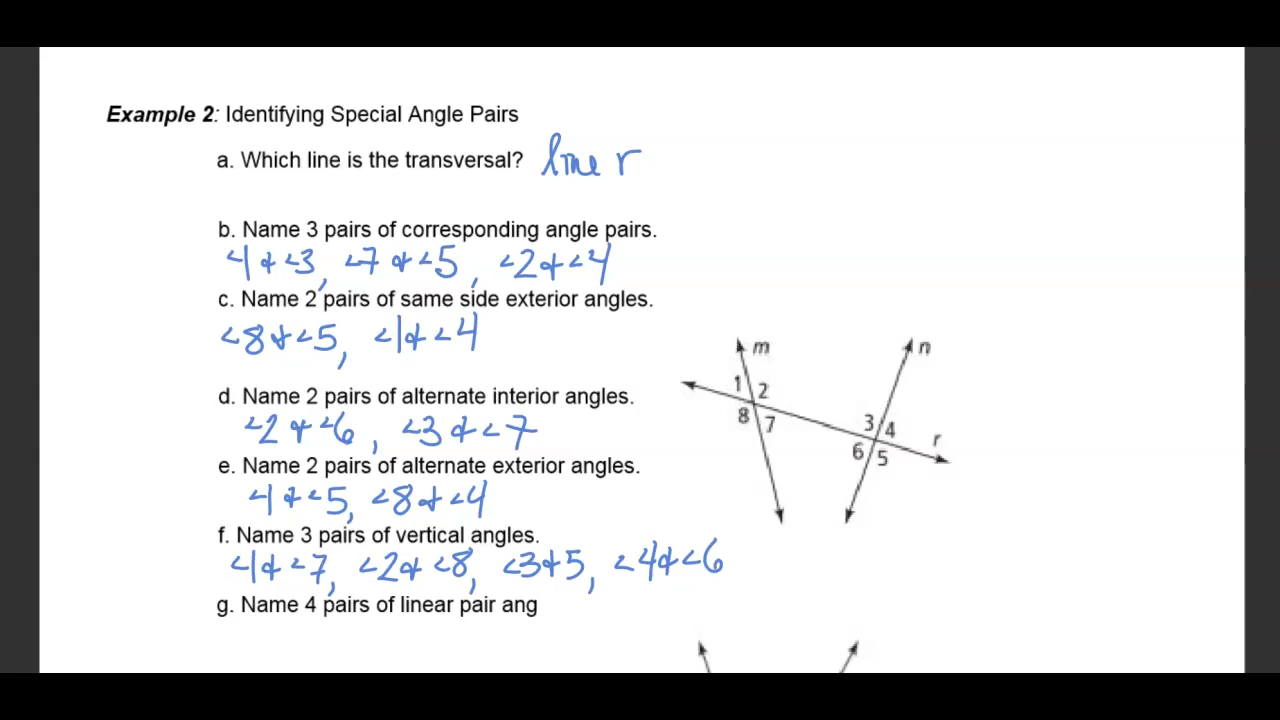 Example 2: Identifying Special Angle Pairs
a. Which line is the transversal? line r
b. Name 3 pairs of corresponding angle pairs.
∠1 & ∠3, ∠7 & ∠5, ∠2 & ∠4
c. Name 2 pairs of same side exterior angles.
∠8 & ∠5, ∠1 & ∠4
d. Name 2 pairs of alternate interior angles.
∠2 & ∠6, ∠3 & ∠7
e. Name 2 pairs of alternate exterior angles.
∠1 & ∠5, ∠8 & ∠4
f. Name 3 pairs of vertical angles.
∠1 & ∠7, ∠2 & ∠8, ∠3 & 5, ∠4 & ∠6
g. Name 4 pairs of linear pair ang
m n
1 2
8 7
3 4 r
6 5